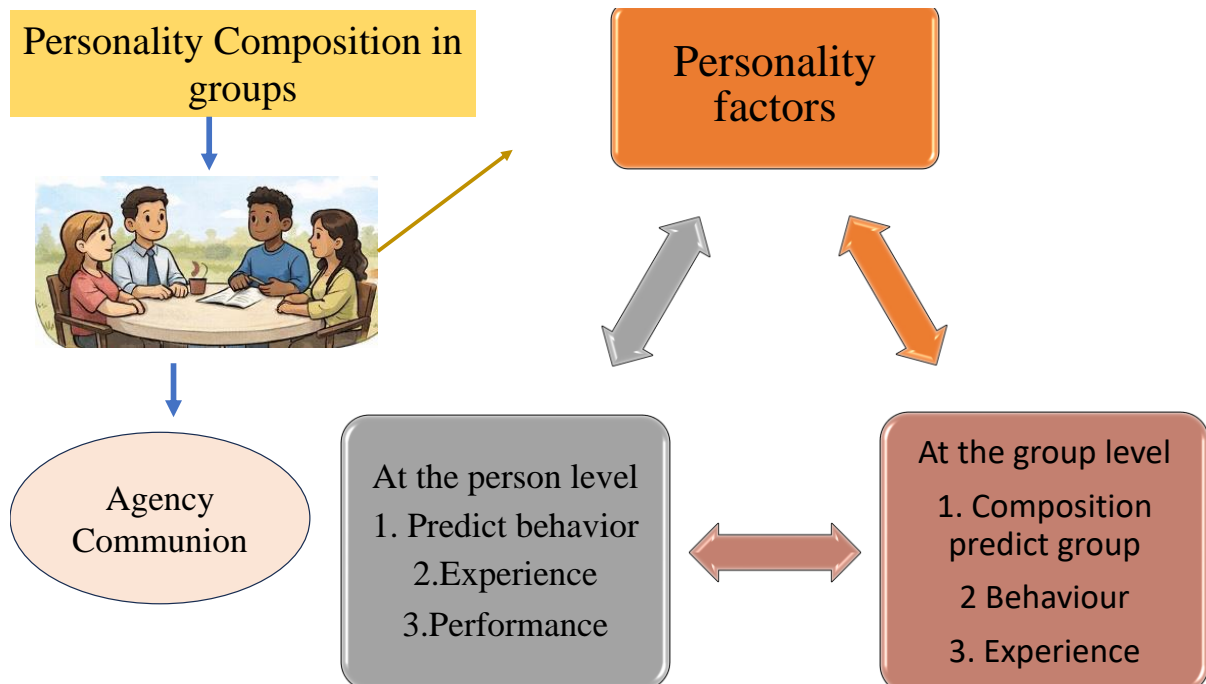 Personality Composition in
groups
Personality
factors
Agency
Communion
At the person level
1. Predict behavior
2.Experience
3.Performance
At the group level
1. Composition
predict group
2 Behaviour
3. Experience